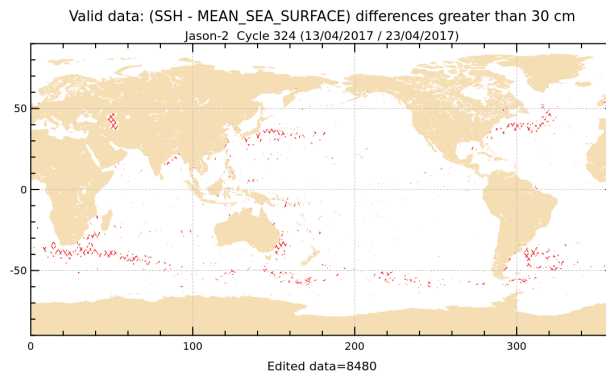 Valid data: (SSH - MEAN_SEA_SURFACE) differences greater than 30 cm
Jason-2 Cycle 324 (13/04/2017 / 23/04/2017)
50
0
-50
0
100
200
300
Edited data=8480